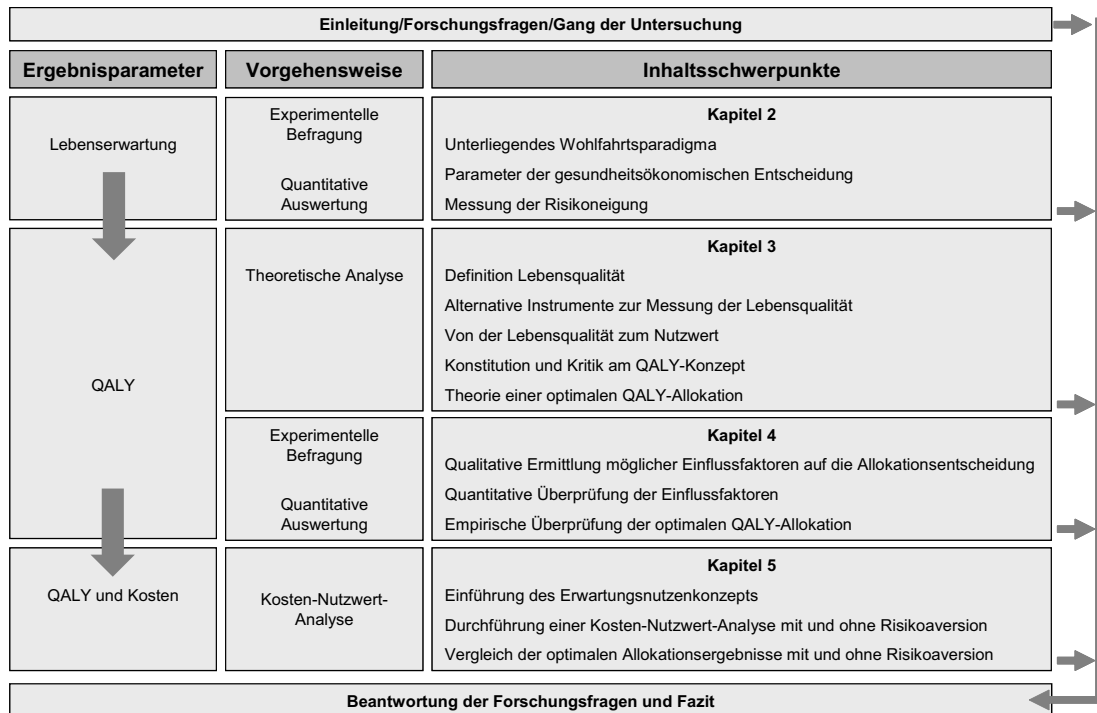 Einleitung/Forschungsfragen/Gang der Untersuchung
Ergebnisparameter
Vorgehensweise
Inhaltsschwerpunkte
Lebenserwartung
Experimentelle
Befragung
Quantitative
Auswertung
Kapitel 2
Unterliegendes Wohlfahrtsparadigma
Parameter der gesundheitsökonomischen Entscheidung
Messung der Risikoneigung
QALY
Theoretische Analyse
Kapitel 3
Definition Lebensqualität
Alternative Instrumente zur Messung der Lebensqualität
Von der Lebensqualität zum Nutzwert
Konstitution und Kritik am QALY-Konzept
Theorie einer optimalen QALY-Allokation
Experimentelle
Befragung
Quantitative
Auswertung
Kapitel 4
Qualitative Ermittlung möglicher Einflussfaktoren auf die Allokationsentscheidung
Quantitative Überprüfung der Einflussfaktoren
Empirische Überprüfung der optimalen QALY-Allokation
QALY und Kosten
Kosten-Nutzwert-
Analyse
Kapitel 5
Einführung des Erwartungsnutzenkonzepts
Durchführung einer Kosten-Nutzwert-Analyse mit und ohne Risikoaversion
Vergleich der optimalen Allokationsergebnisse mit und ohne Risikoaversion
Beantwortung der Forschungsfragen und Fazit